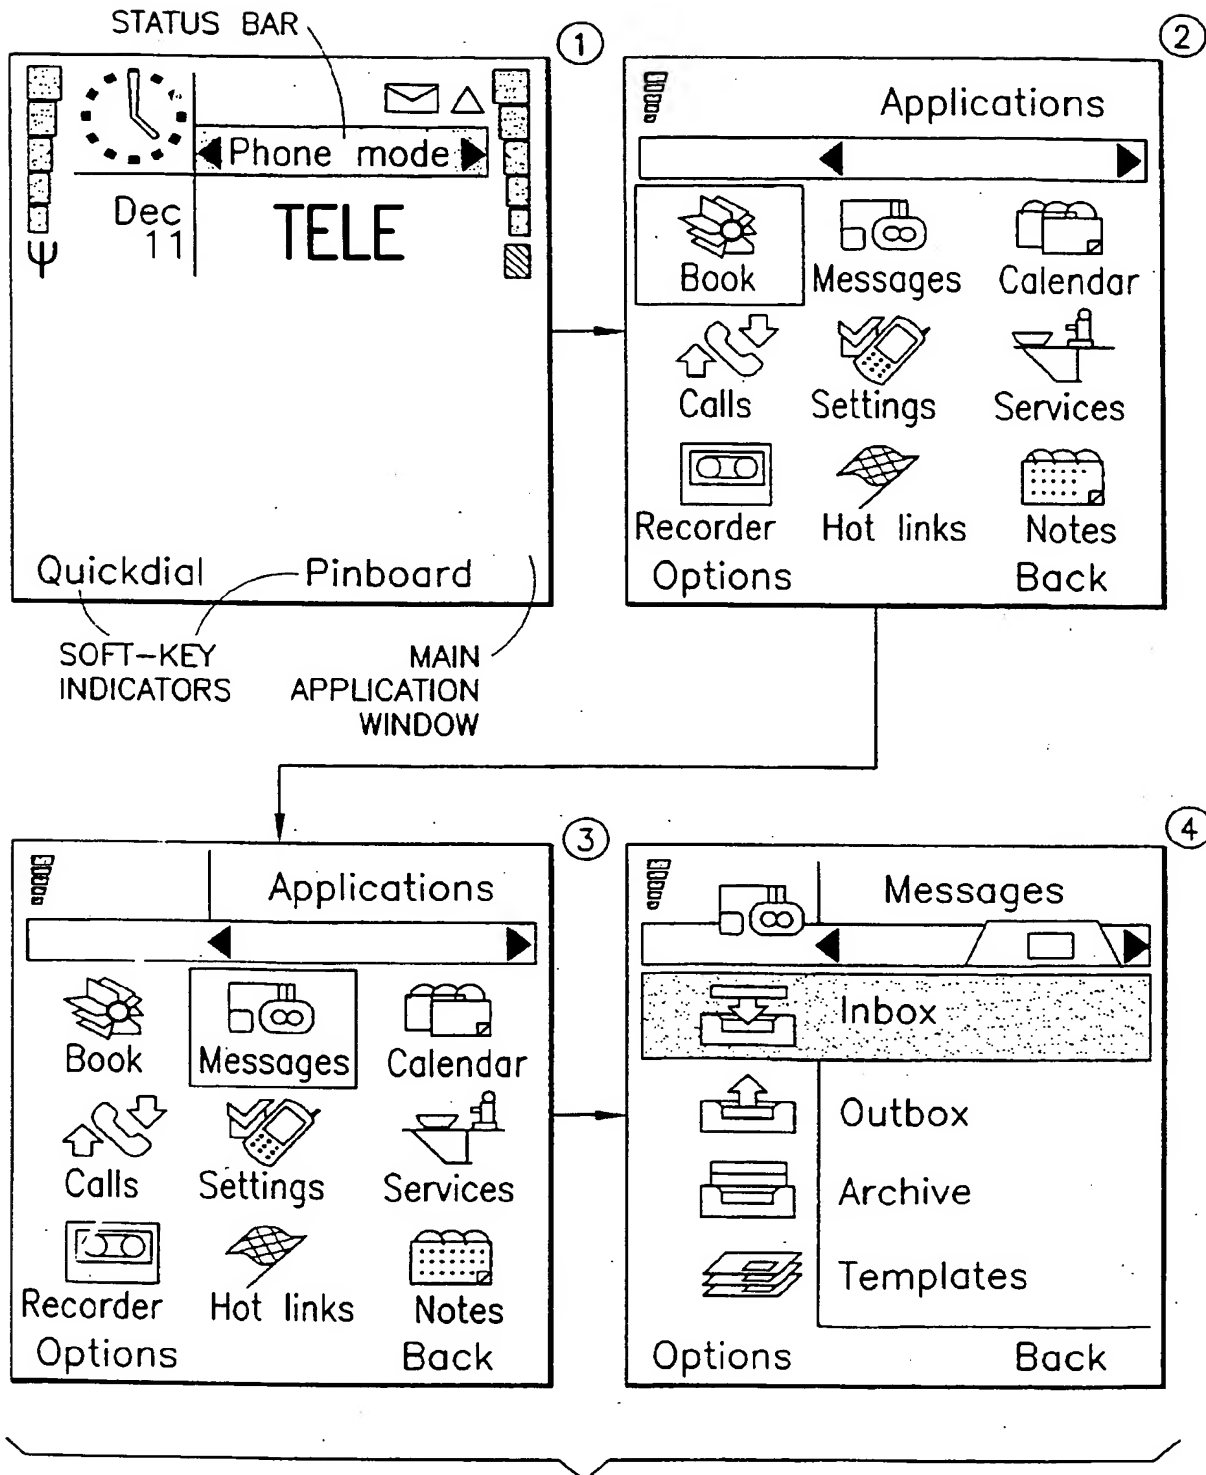 STATUS BAR
1
Phone mode
Dec
11
TELE
Quickdial Pinboard
SOFT-KEY
INDICATORS
MAIN
APPLICATION
WINDOW
2
Applications
Book Messages Calendar
Calls Settings Services
Recorder Hot links Notes
Options Back
3
Applications
Book Messages Calendar
Calls Settings Services
Recorder Hot links Notes
Options Back
4
Messages
Inbox
Outbox
Archive
Templates
Options Back